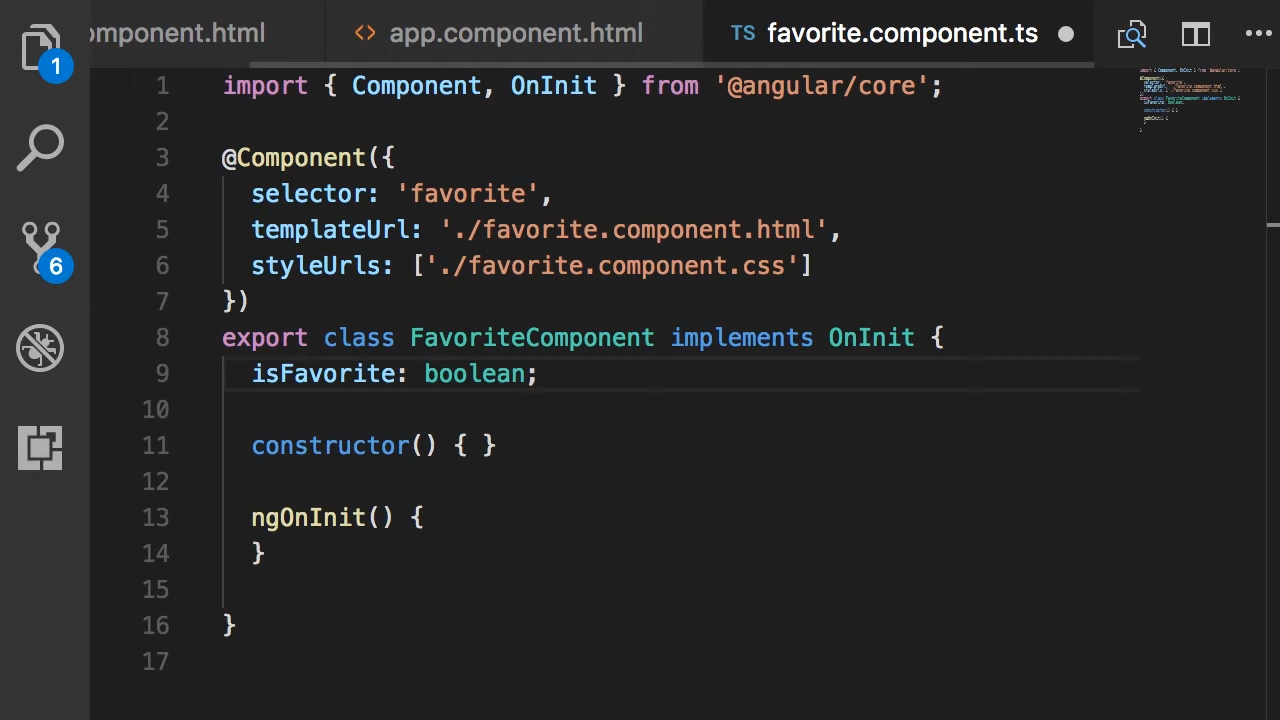 omponent.html
<> app.component.html
TS favorite.component.ts
1
6
1 import { Component, OnInit } from '@angular/core';
2
3 @Component({
4 selector: 'favorite',
5 templateUrl: './favorite.component.html',
6 styleUrls: ['./favorite.component.css']
7 })
8 export class FavoriteComponent implements OnInit {
9 isFavorite: boolean;
10
11 constructor() { }
12
13 ngOnInit() {
14 }
15
16 }
17